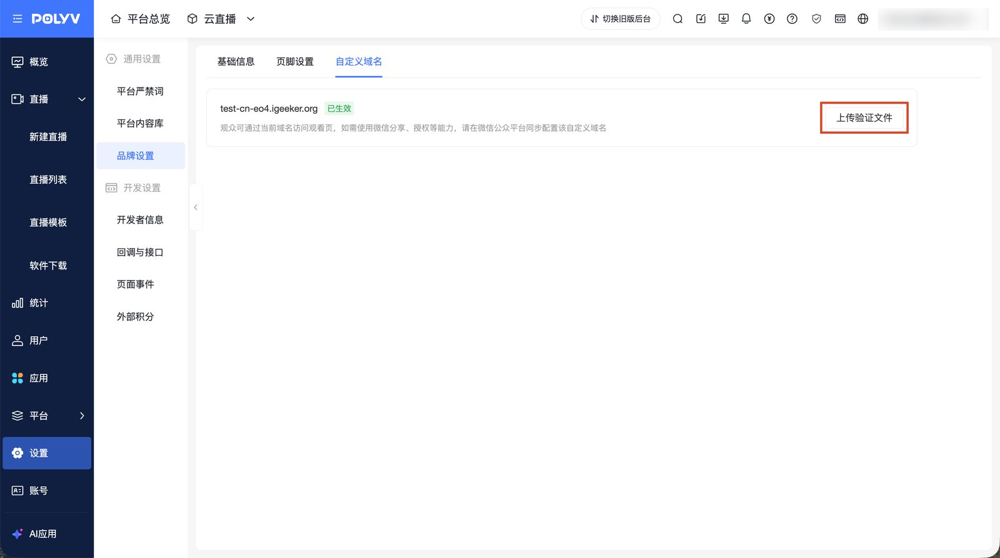 POLYV
平台总览
云直播
切换旧版后台
概览
直播
新建直播
直播列表
直播模板
软件下载
统计
用户
应用
平台
设置
账号
AI应用
通用设置
平台严禁词
平台内容库
品牌设置
开发设置
开发者信息
回调与接口
页面事件
外部积分
基础信息
页脚设置
自定义域名
test-cn-eo4.igeeker.org 已生效
观众可通过当前域名访问观看页，如需使用微信分享、授权等能力，请在微信公众平台同步配置该自定义域名
上传验证文件